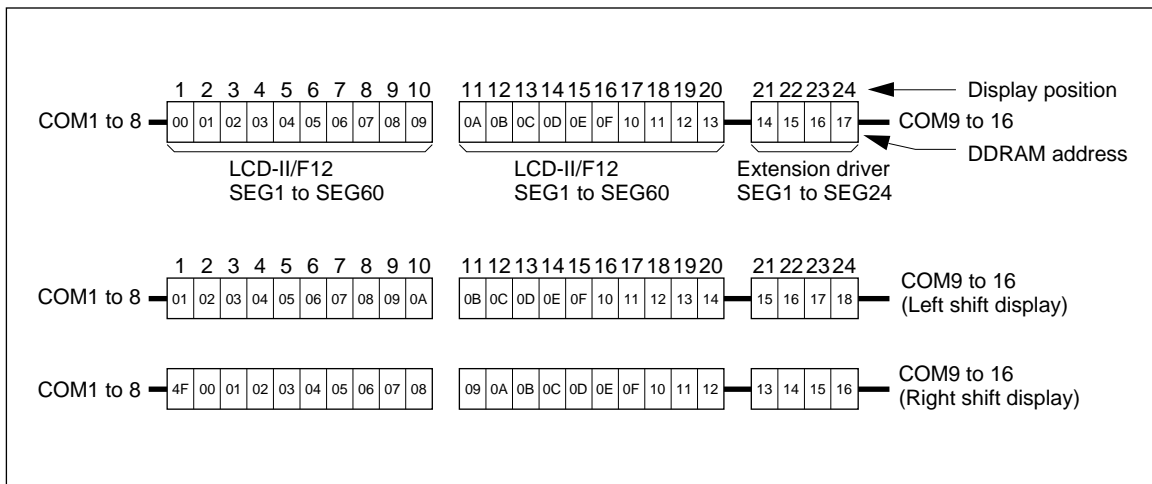 1 2 3 4 5 6 7 8 9 10 11 12 13 14 15 16 17 18 19 20 21 22 23 24 Display position
COM1 to 8 00 01 02 03 04 05 06 07 08 09 0A 0B 0C 0D 0E 0F 10 11 12 13 14 15 16 17 COM9 to 16
DDRAM address
LCD-II/F12 LCD-II/F12 Extension driver
SEG1 to SEG60 SEG1 to SEG60 SEG1 to SEG24
1 2 3 4 5 6 7 8 9 10 11 12 13 14 15 16 17 18 19 20 21 22 23 24
COM1 to 8 01 02 03 04 05 06 07 08 09 0A 0B 0C 0D 0E 0F 10 11 12 13 14 15 16 17 18 COM9 to 16
(Left shift display)
COM1 to 8 4F 00 01 02 03 04 05 06 07 08 09 0A 0B 0C 0D 0E 0F 10 11 12 13 14 15 16 COM9 to 16
(Right shift display)